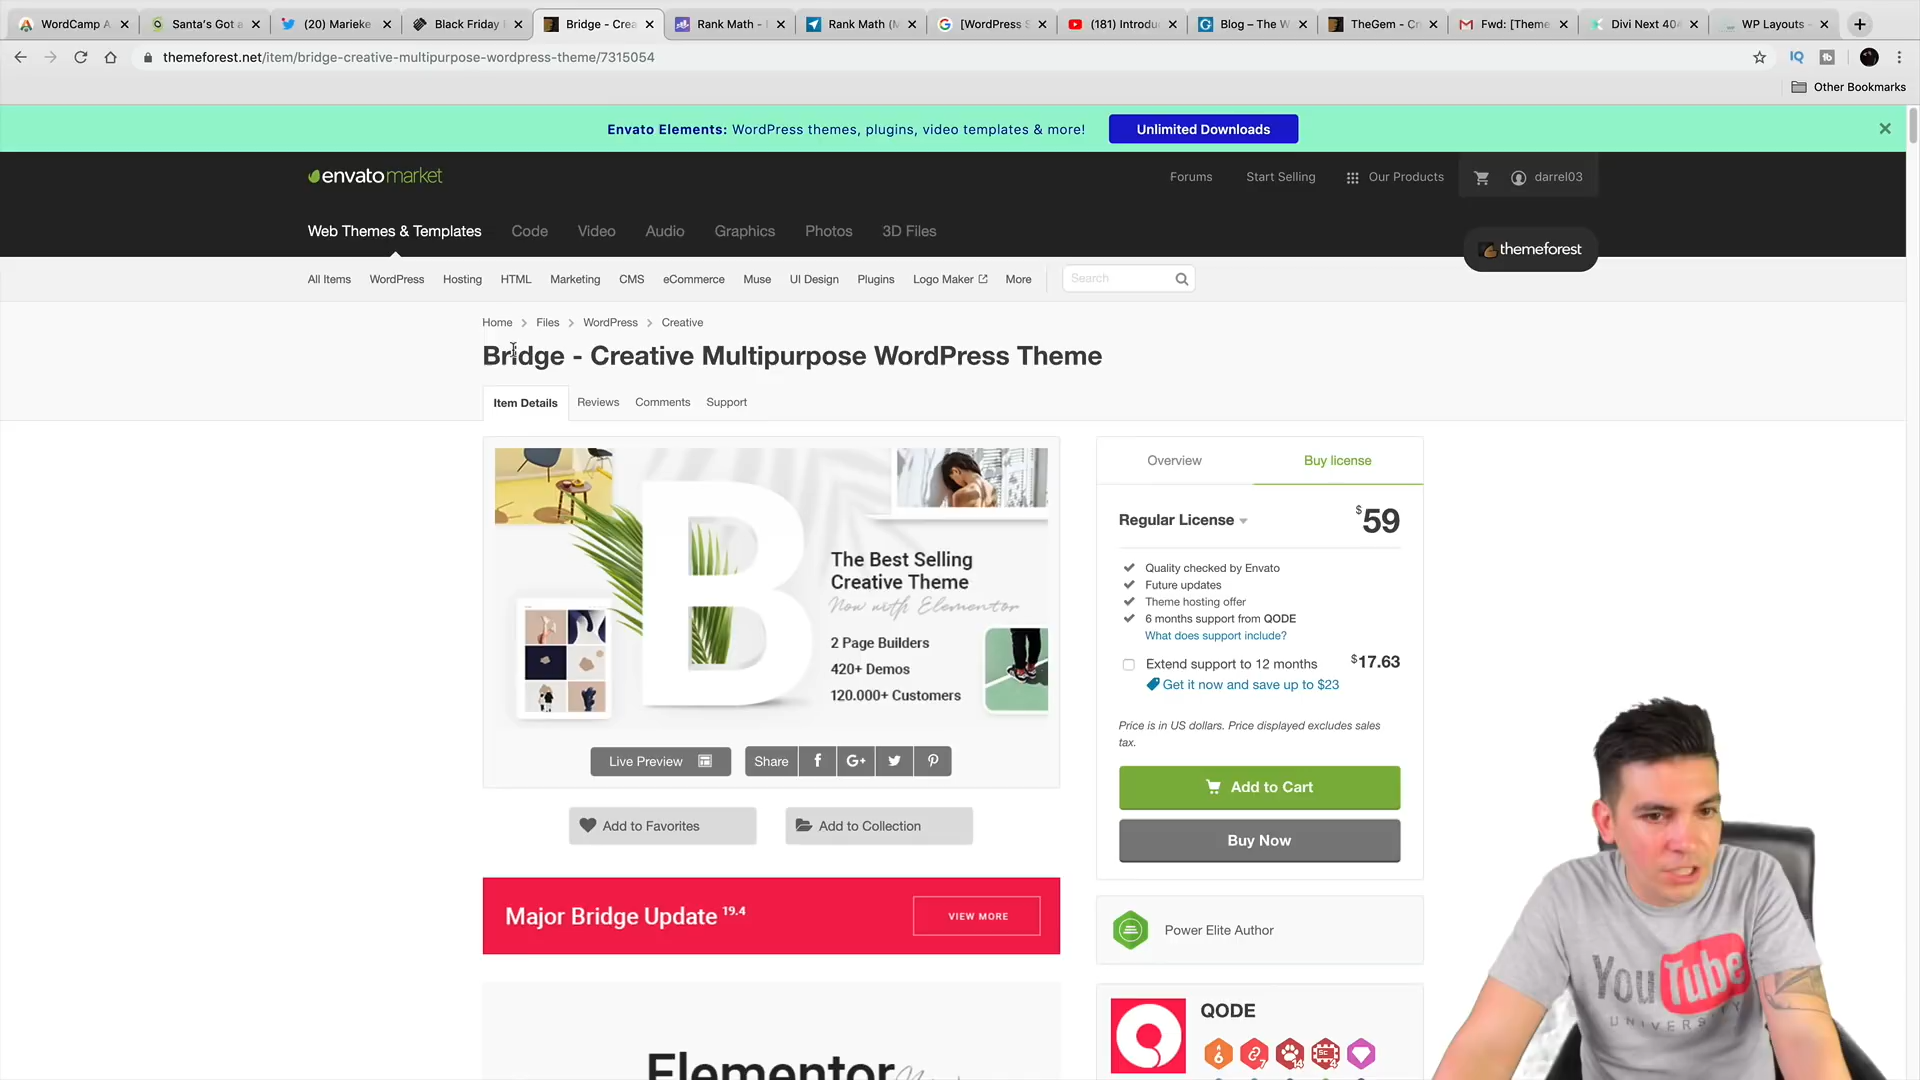 WordCamp A
Santa's Got a
(20) Marieke
Black Friday
Bridge - Crea
Rank Math -
Rank Math (M
[WordPress S
(181) Introdu
Blog – The W
TheGem - Cr
Fwd: [Theme
Divi Next 40
WP Layouts -
themeforest.net/item/bridge-creative-multipurpose-wordpress-theme/7315054
IQ
Other Bookmarks
Envato Elements: WordPress themes, plugins, video templates & more!
Unlimited Downloads
envatomarket
Forums
Start Selling
Our Products
darrel03
Web Themes & Templates
Code
Video
Audio
Graphics
Photos
3D Files
themeforest
All Items
WordPress
Hosting
HTML
Marketing
CMS
eCommerce
Muse
UI Design
Plugins
Logo Maker
More
Search
Home > Files > WordPress > Creative
Bridge - Creative Multipurpose WordPress Theme
Item Details
Reviews
Comments
Support
B
The Best Selling
Creative Theme
Now with Elementor
2 Page Builders
420+ Demos
120.000+ Customers
Live Preview
Share
f
G+
Add to Favorites
Add to Collection
Major Bridge Update 19.4
VIEW MORE
Elementor
Overview
Buy license
Regular License
$59
Quality checked by Envato
Future updates
Theme hosting offer
6 months support from QODE
What does support include?
Extend support to 12 months
$17.63
Get it now and save up to $23
Price is in US dollars. Price displayed excludes sales
tax.
Add to Cart
Buy Now
Power Elite Author
QODE
YouTube
UNIVERS